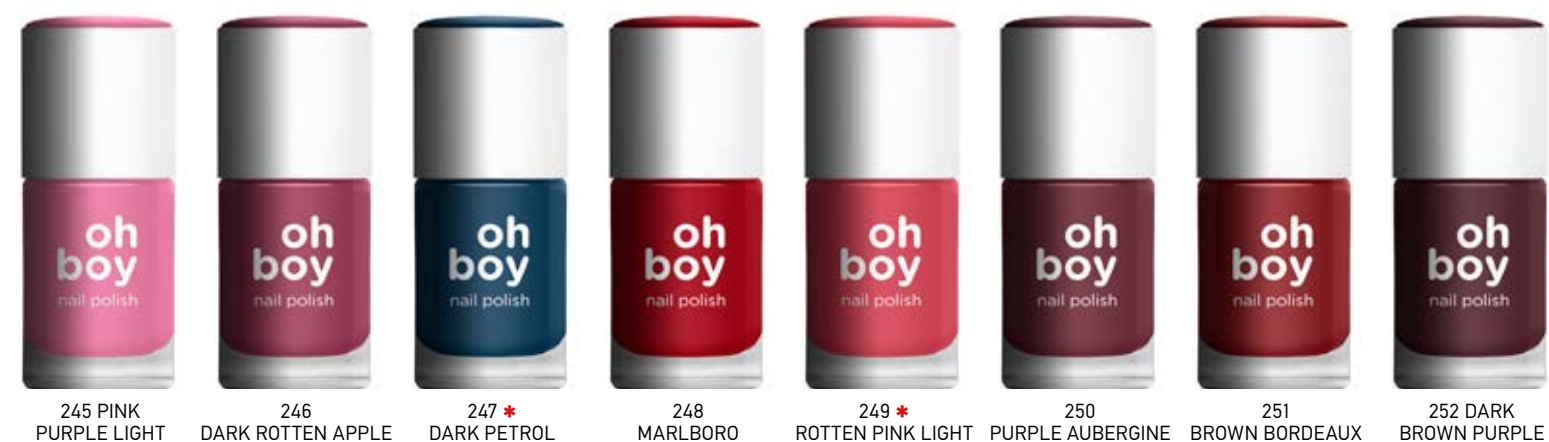 oh
boy
nail polish
oh
boy
nail polish
oh
boy
nail polish
oh
boy
nail polish
oh
boy
nail polish
oh
boy
nail polish
oh
boy
nail polish
oh
boy
nail polish
245 PINK
PURPLE LIGHT
246
DARK ROTTEN APPLE
247 *
DARK PETROL
248
MARLBORO
249 *
ROTTEN PINK LIGHT
250
PURPLE AUBERGINE
251
BROWN BORDEAUX
252 DARK
BROWN PURPLE